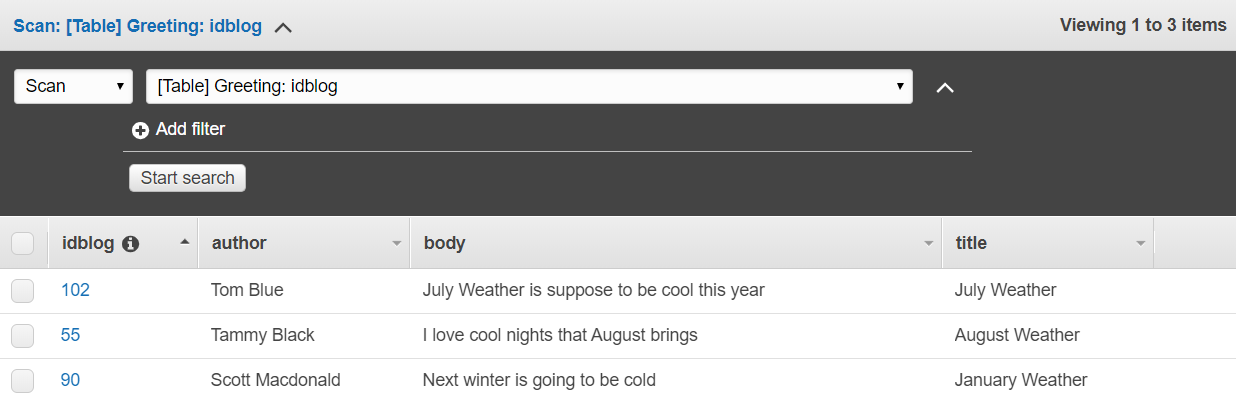 Scan: [Table] Greeting: idblog Viewing 1 to 3 items
Scan [Table] Greeting: idblog
Add filter
Start search
idblog author body title
102 Tom Blue July Weather is suppose to be cool this year July Weather
55 Tammy Black I love cool nights that August brings August Weather
90 Scott Macdonald Next winter is going to be cold January Weather